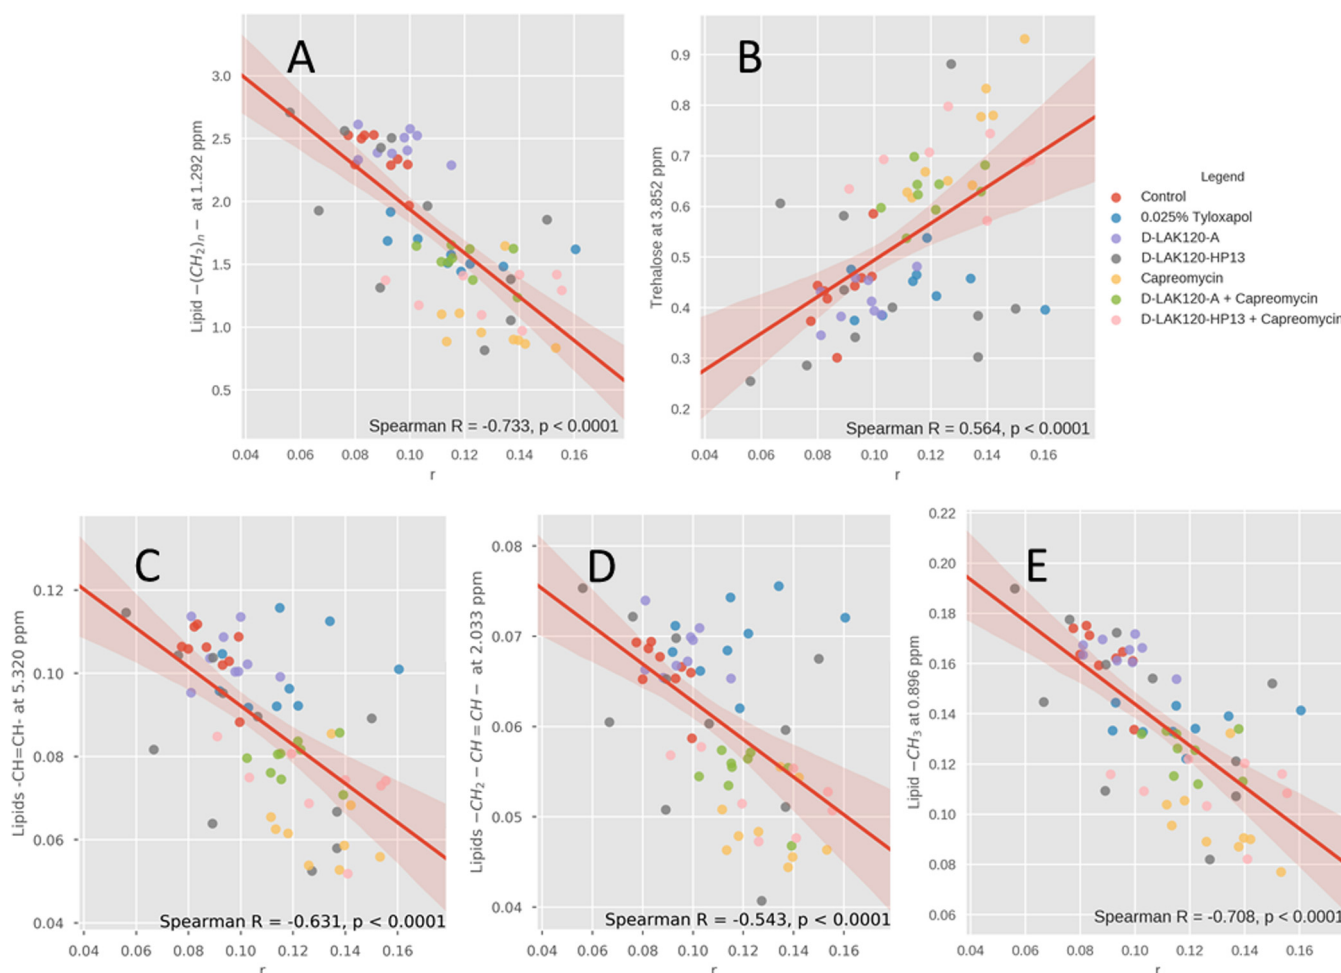 A
Lipid −(CH₂)ₙ − at 1.292 ppm
3.0
2.5
2.0
1.5
1.0
0.5
Spearman R = -0.733, p < 0.0001
0.04 0.06 0.08 0.10 0.12 0.14 0.16
r
B
Trehalose at 3.852 ppm
0.9
0.8
0.7
0.6
0.5
0.4
0.3
0.2
Spearman R = 0.564, p < 0.0001
0.04 0.06 0.08 0.10 0.12 0.14 0.16
r
Legend
Control
0.025% Tyloxapol
D-LAK120-A
D-LAK120-HP13
Capreomycin
D-LAK120-A + Capreomycin
D-LAK120-HP13 + Capreomycin
C
Lipids -CH=CH- at 5.320 ppm
0.12
0.10
0.08
0.06
0.04
Spearman R = -0.631, p < 0.0001
0.04 0.06 0.08 0.10 0.12 0.14 0.16
r
D
Lipids −CH₂ − CH = CH − at 2.033 ppm
0.08
0.07
0.06
0.05
0.04
Spearman R = -0.543, p < 0.0001
0.04 0.06 0.08 0.10 0.12 0.14 0.16
r
E
Lipid −CH₃ at 0.896 ppm
0.22
0.20
0.18
0.16
0.14
0.12
0.10
0.08
0.06
Spearman R = -0.708, p < 0.0001
0.04 0.06 0.08 0.10 0.12 0.14 0.16
r